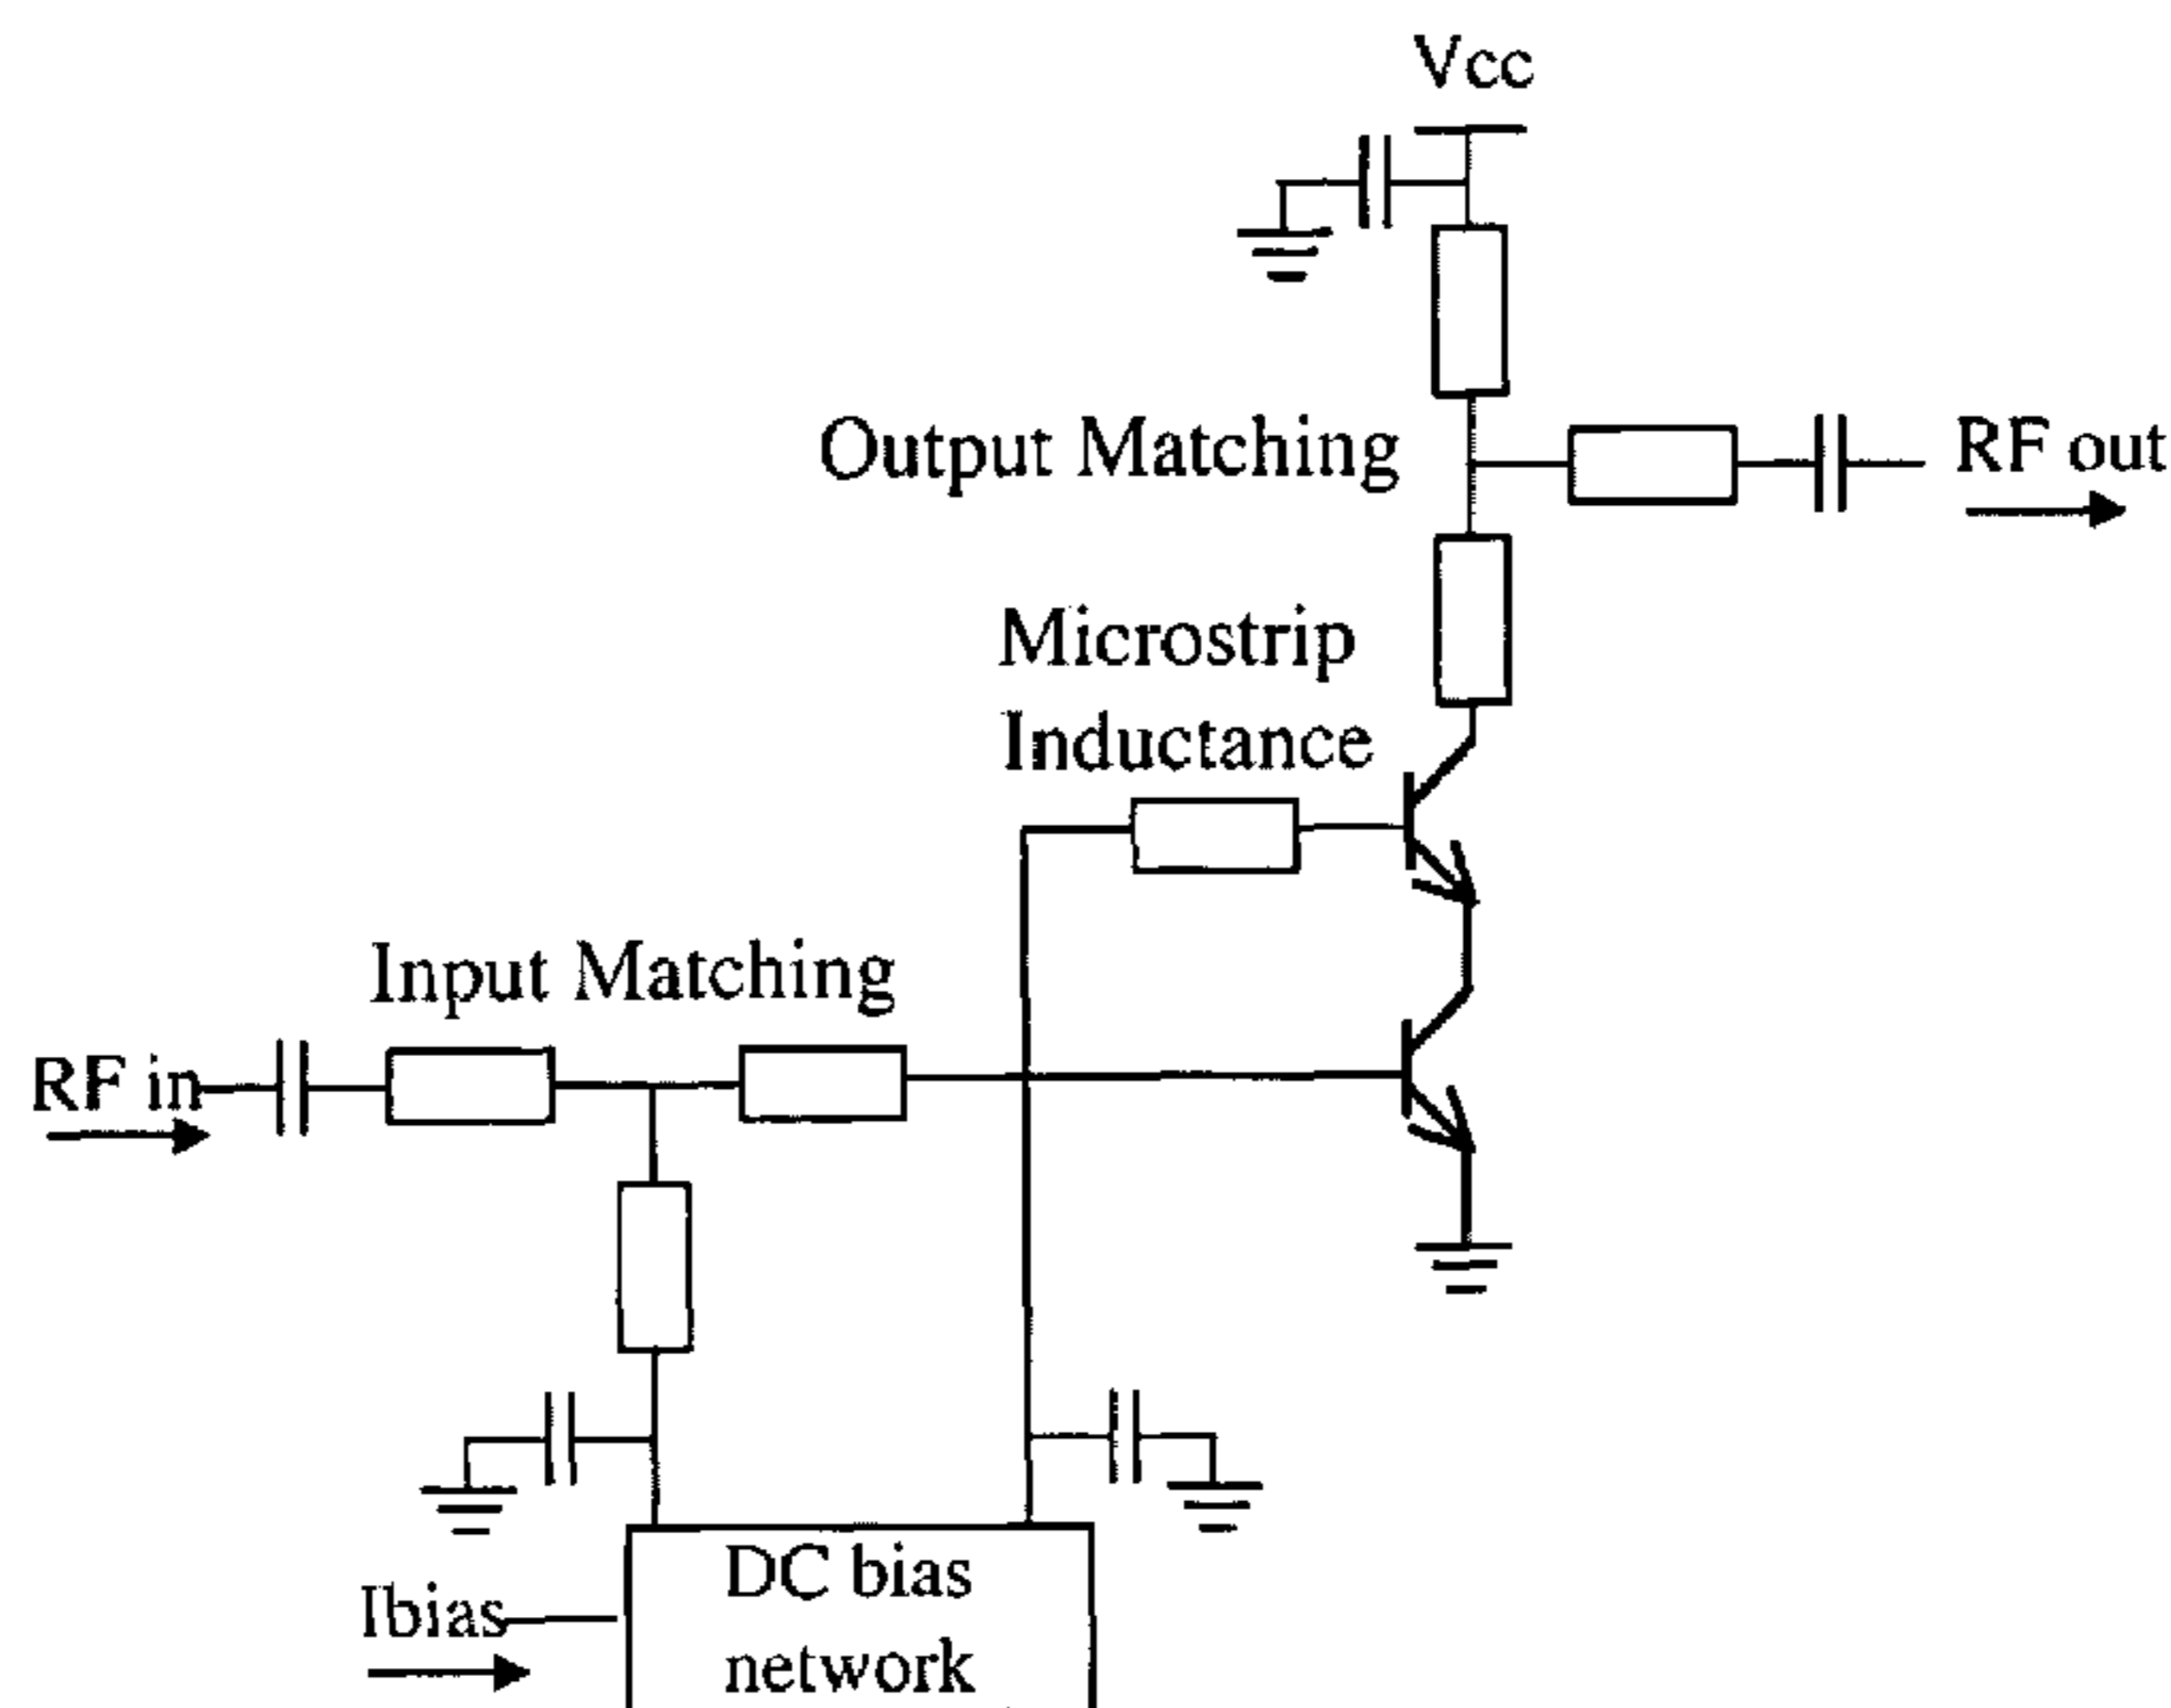 Vcc
Output Matching
RF out
Microstrip
Inductance
Input Matching
RF in
DC bias
Ibias
network